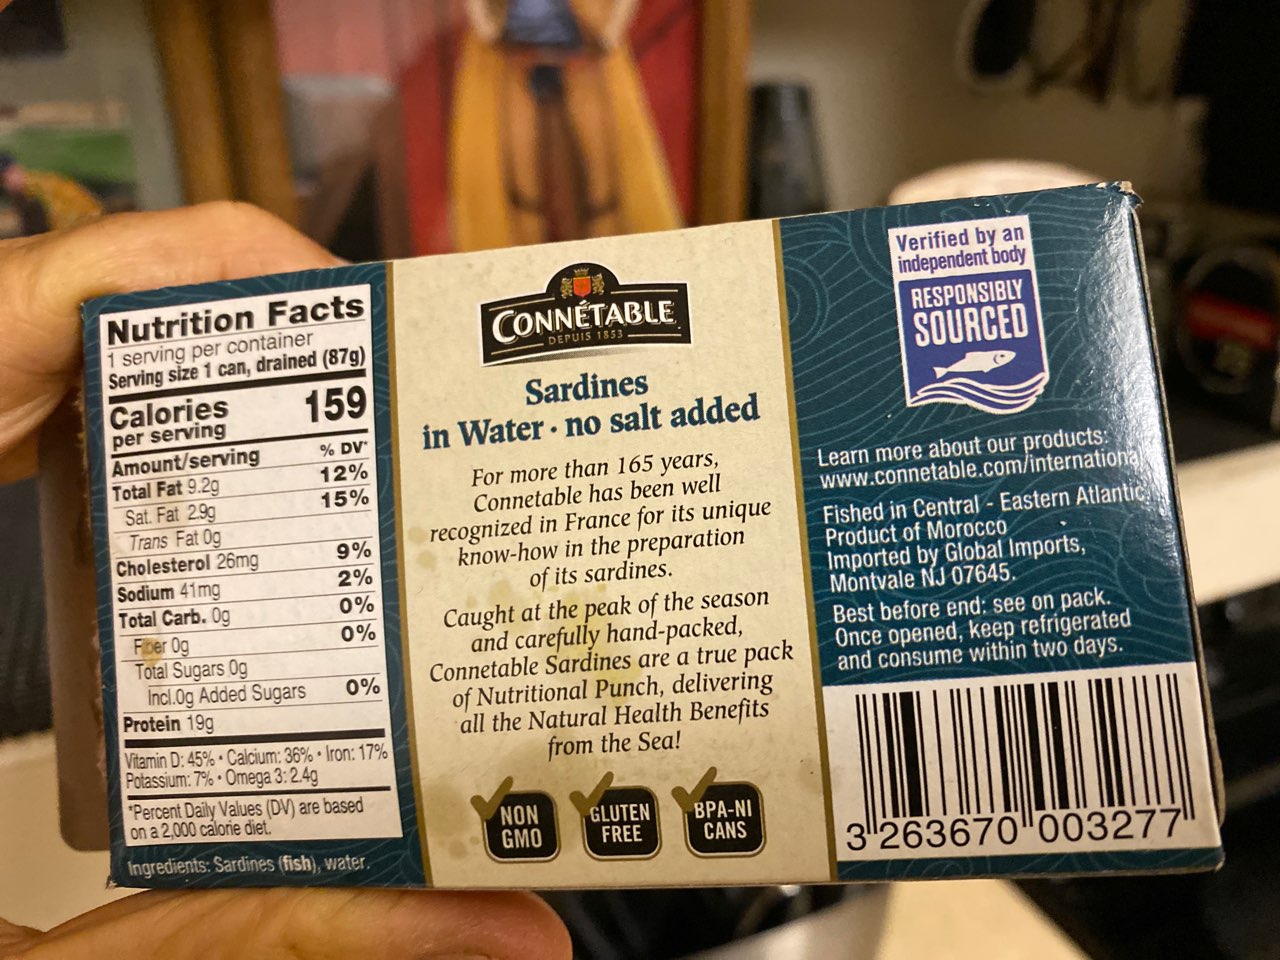 Nutrition Facts
1 serving per container
Serving size 1 can, drained (87g)
Calories
per serving
159
Amount/serving % DV*
Total Fat 9.2g 12%
Sat. Fat 2.9g 15%
Trans Fat 0g
Cholesterol 26mg 9%
Sodium 41mg 2%
Total Carb. 0g 0%
Fiber 0g 0%
Total Sugars 0g
Incl.0g Added Sugars 0%
Protein 19g
Vitamin D: 45% • Calcium: 36% • Iron: 17%
Potassium: 7% • Omega 3: 2.4g
*Percent Daily Values (DV) are based
on a 2,000 calorie diet.
Ingredients: Sardines (fish), water.
CONNÉTABLE
DEPUIS 1853
Sardines
in Water · no salt added
For more than 165 years,
Connetable has been well
recognized in France for its unique
know-how in the preparation
of its sardines.
Caught at the peak of the season
and carefully hand-packed,
Connetable Sardines are a true pack
of Nutritional Punch, delivering
all the Natural Health Benefits
from the Sea!
NON
GMO
GLUTEN
FREE
BPA-NI
CANS
Verified by an
independent body
RESPONSIBLY
SOURCED
Learn more about our products:
www.connetable.com/international
Fished in Central - Eastern Atlantic
Product of Morocco
Imported by Global Imports,
Montvale NJ 07645.
Best before end: see on pack.
Once opened, keep refrigerated
and consume within two days.
3 263670 003277